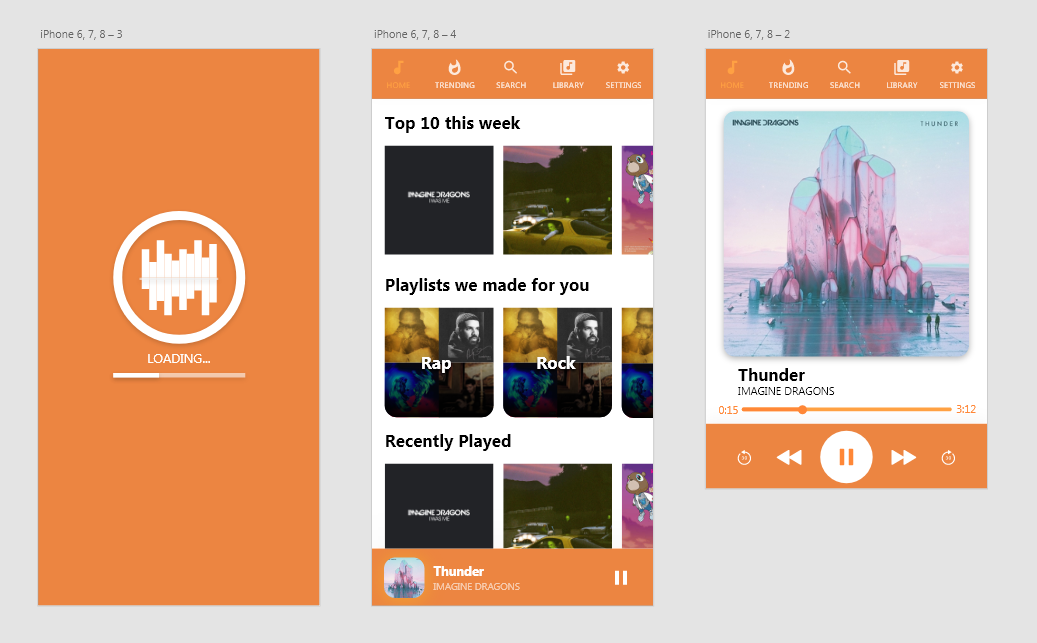 iPhone 6, 7, 8 – 3
LOADING...
iPhone 6, 7, 8 – 4
HOME TRENDING SEARCH LIBRARY SETTINGS
Top 10 this week
IMAGINE DRAGONS
Playlists we made for you
Rap Rock
Recently Played
IMAGINE DRAGONS
Thunder
IMAGINE DRAGONS
iPhone 6, 7, 8 – 2
HOME TRENDING SEARCH LIBRARY SETTINGS
IMAGINE DRAGONS THUNDER
Thunder
IMAGINE DRAGONS
0:15 3:12